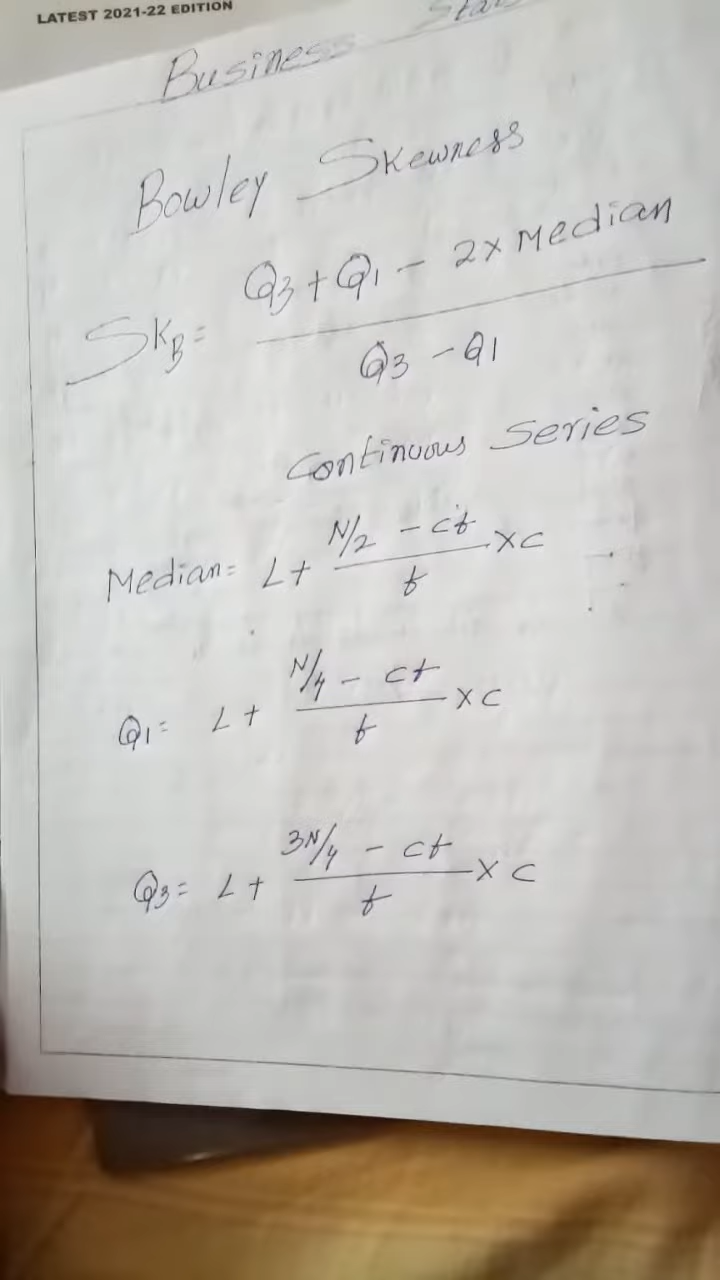 LATEST 2021-22 EDITION
Business
Bowley Skewness
SKB = Q3 + Q1 - 2 x Median / Q3 - Q1
Continuous Series
Median = L + N/2 - cf / f x C
Q1 = L + N/4 - cf / f x C
Q3 = L + 3N/4 - cf / f x C